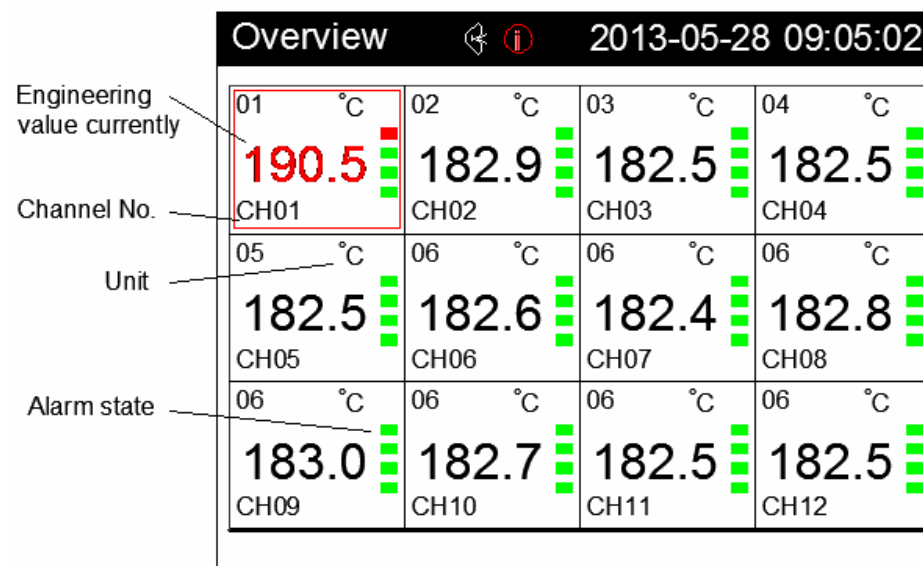 Overview 2013-05-28 09:05:02
Engineering
value currently
Channel No.
Unit
Alarm state
01 °C 02 °C 03 °C 04 °C
190.5 182.9 182.5 182.5
CH01 CH02 CH03 CH04
05 °C 06 °C 06 °C 06 °C
182.5 182.6 182.4 182.8
CH05 CH06 CH07 CH08
06 °C 06 °C 06 °C 06 °C
183.0 182.7 182.5 182.5
CH09 CH10 CH11 CH12